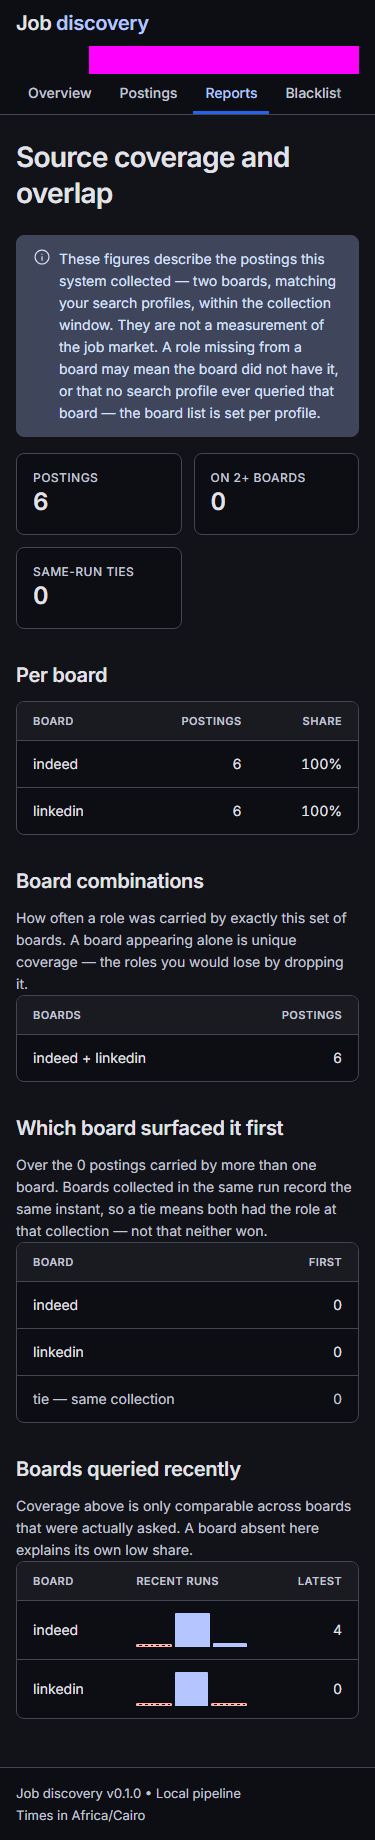 Job discovery
Overview Postings Reports Blacklist
Source coverage and
overlap
These figures describe the postings this
system collected — two boards, matching
your search profiles, within the collection
window. They are not a measurement of
the job market. A role missing from a
board may mean the board did not have it,
or that no search profile ever queried that
board — the board list is set per profile.
POSTINGS ON 2+ BOARDS
6 0
SAME-RUN TIES
0
Per board
BOARD POSTINGS SHARE
indeed 6 100%
linkedin 6 100%
Board combinations
How often a role was carried by exactly this set of
boards. A board appearing alone is unique
coverage — the roles you would lose by dropping
it.
BOARDS POSTINGS
indeed + linkedin 6
Which board surfaced it first
Over the 0 postings carried by more than one
board. Boards collected in the same run record the
same instant, so a tie means both had the role at
that collection — not that neither won.
BOARD FIRST
indeed 0
linkedin 0
tie — same collection 0
Boards queried recently
Coverage above is only comparable across boards
that were actually asked. A board absent here
explains its own low share.
BOARD RECENT RUNS LATEST
indeed 4
linkedin 0
Job discovery v0.1.0 • Local pipeline
Times in Africa/Cairo